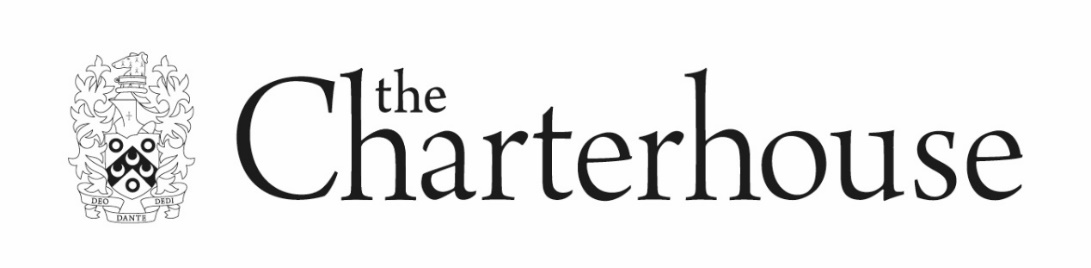 the
Charterhouse
DEO DANTE DEDI